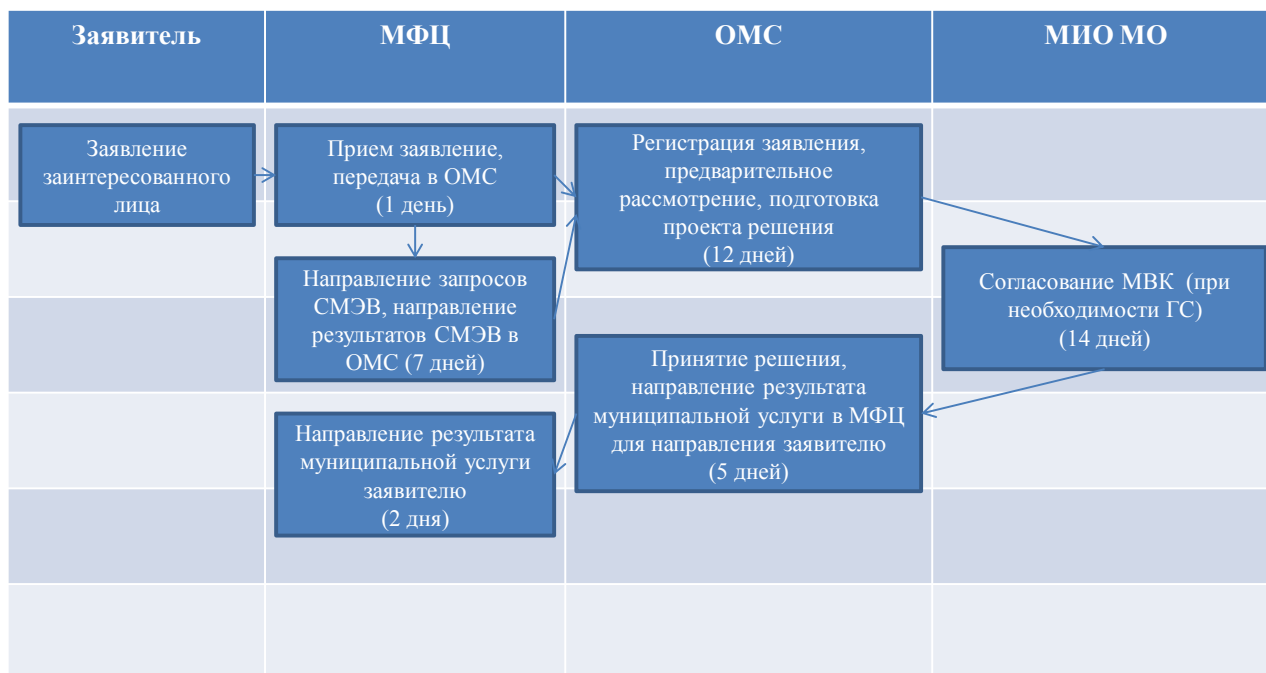 Заявитель
МФЦ
ОМС
МИО МО
Заявление
заинтересованного
лица
Прием заявление,
передача в ОМС
(1 день)
Регистрация заявления,
предварительное
рассмотрение, подготовка
проекта решения
(12 дней)
Направление запросов
СМЭВ, направление
результатов СМЭВ в
ОМС (7 дней)
Согласование МВК (при
необходимости ГС)
(14 дней)
Принятие решения,
направление результата
муниципальной услуги в МФЦ
для направления заявителю
(5 дней)
Направление результата
муниципальной услуги
заявителю
(2 дня)